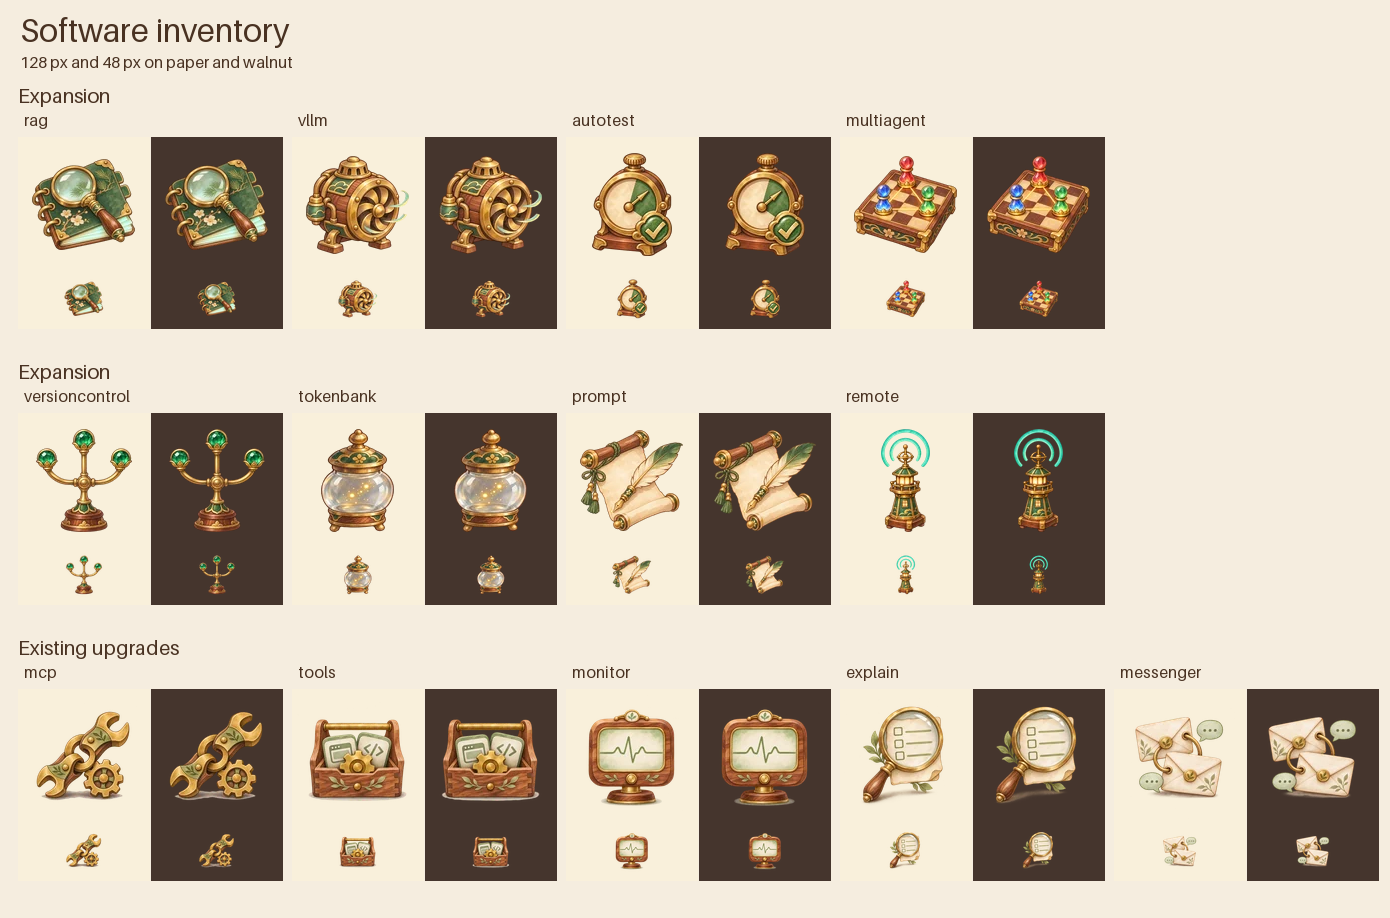 Software inventory
128 px and 48 px on paper and walnut
Expansion
rag vllm autotest multiagent
Expansion
versioncontrol tokenbank prompt remote
Existing upgrades
mcp tools monitor explain messenger